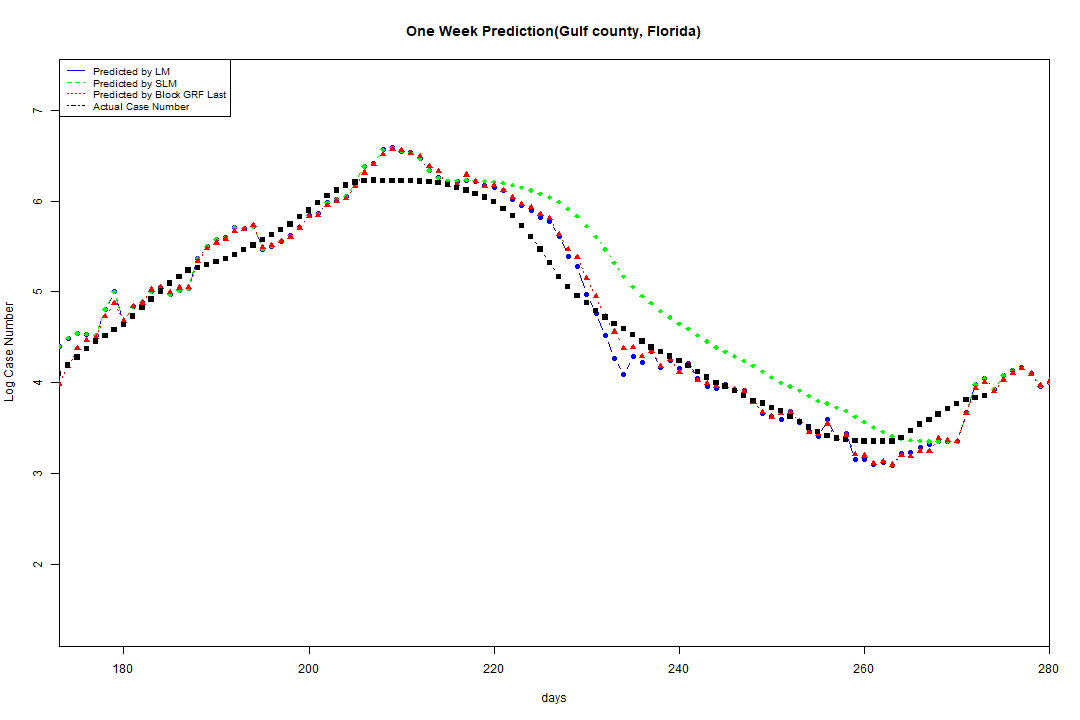 One Week Prediction(Gulf county, Florida)
Predicted by LM
Predicted by SLM
Predicted by Block GRF Last
Actual Case Number
7
6
5
4
3
2
Log Case Number
180 200 220 240 260 280
days